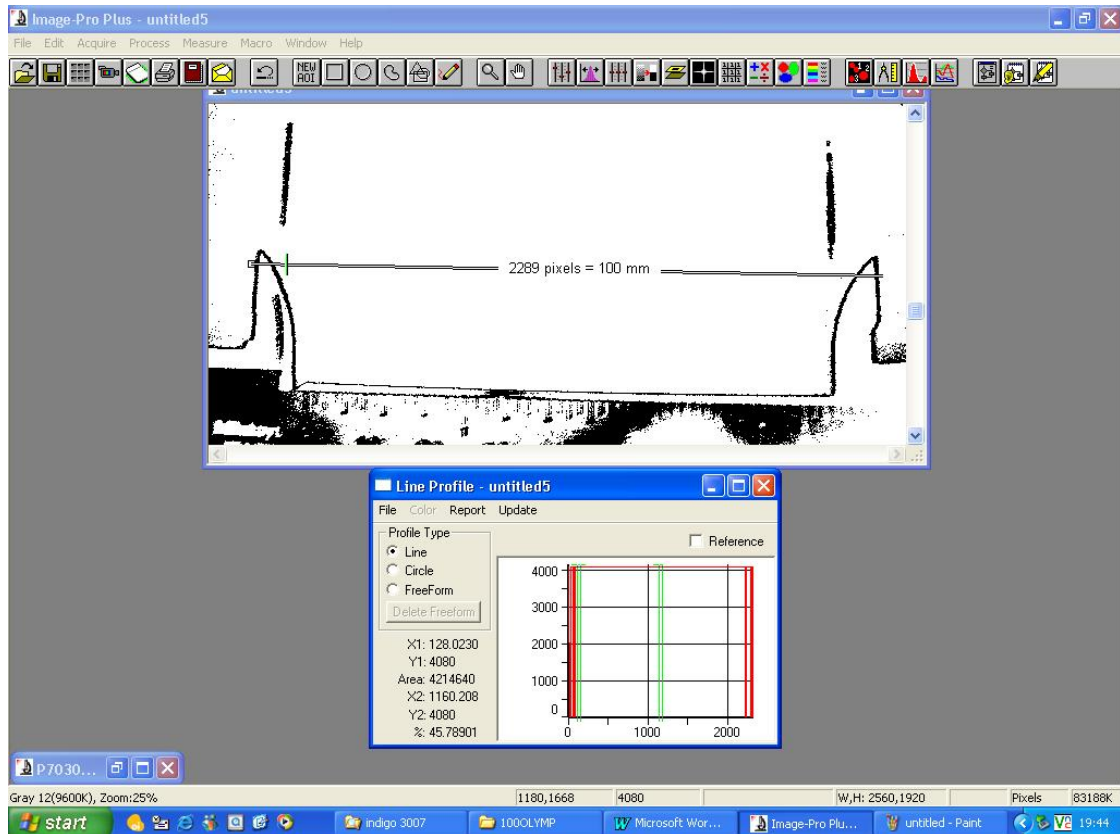 Image-Pro Plus - untitled5
File Edit Acquire Process Measure Macro Window Help
NEW AOI
untitled5
2289 pixels = 100 mm
Line Profile - untitled5
File Color Report Update
Profile Type
Reference
Line
Circle
FreeForm
Delete Freeform
X1: 128.0230
Y1: 4080
Area: 4214640
X2: 1160.208
Y2: 4080
%: 45.78901
4000
3000
2000
1000
0
0 1000 2000
P7030...
Gray 12(9600K), Zoom:25% 1180,1668 4080 W,H: 2560,1920 Pixels 83188K
start indigo 3007 100OLYMP Microsoft Wor... Image-Pro Plu... untitled - Paint 19:44